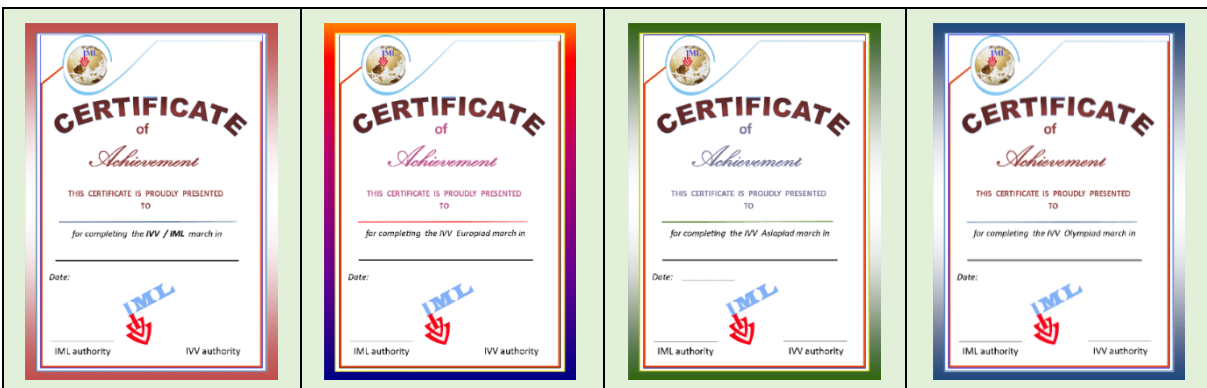 IML
CERTIFICATE
of
Achievement
THIS CERTIFICATE IS PROUDLY PRESENTED
TO
for completing the IVV / IML march in
Date:
IML
IML authority IVV authority
IML
CERTIFICATE
of
Achievement
THIS CERTIFICATE IS PROUDLY PRESENTED
TO
for completing the IVV Europiad march in
Date:
IML
IML authority IVV authority
IML
CERTIFICATE
of
Achievement
THIS CERTIFICATE IS PROUDLY PRESENTED
TO
for completing the IVV Asiapiad march in
Date:
IML
IML authority IVV authority
IML
CERTIFICATE
of
Achievement
THIS CERTIFICATE IS PROUDLY PRESENTED
TO
for completing the IVV Olympiad march in
Date:
IML
IML authority IVV authority